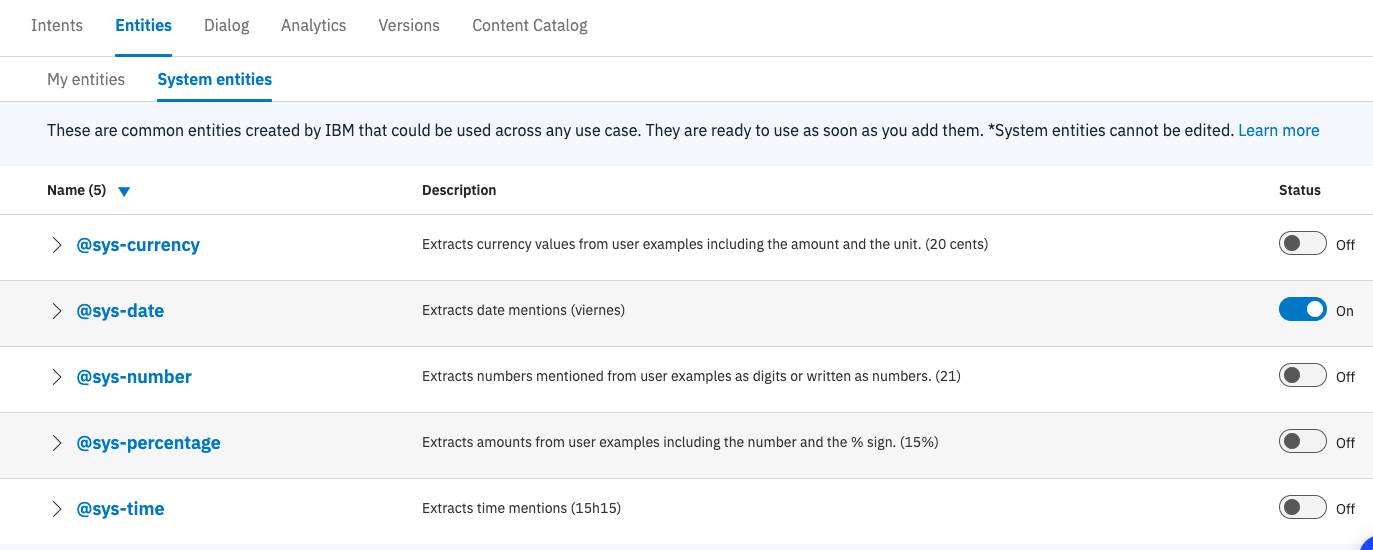 Intents Entities Dialog Analytics Versions Content Catalog
My entities System entities
These are common entities created by IBM that could be used across any use case. They are ready to use as soon as you add them. *System entities cannot be edited. Learn more
Name (5) Description Status
@sys-currency Extracts currency values from user examples including the amount and the unit. (20 cents) Off
@sys-date Extracts date mentions (viernes) On
@sys-number Extracts numbers mentioned from user examples as digits or written as numbers. (21) Off
@sys-percentage Extracts amounts from user examples including the number and the % sign. (15%) Off
@sys-time Extracts time mentions (15h15) Off